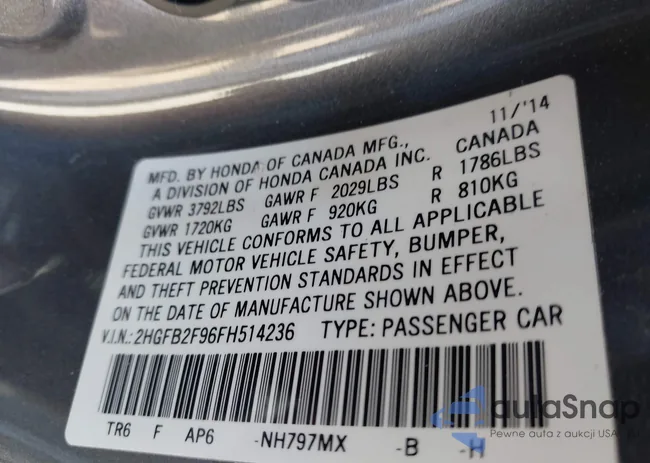 11/'14
MFD. BY HONDA OF CANADA MFG.,
A DIVISION OF HONDA CANADA INC. CANADA
GVWR 3792LBS GAWR F 2029LBS R 1786LBS
GVWR 1720KG GAWR F 920KG R 810KG
THIS VEHICLE CONFORMS TO ALL APPLICABLE
FEDERAL MOTOR VEHICLE SAFETY, BUMPER,
AND THEFT PREVENTION STANDARDS IN EFFECT
ON THE DATE OF MANUFACTURE SHOWN ABOVE.
V.I.N.: 2HGFB2F96FH514236 TYPE: PASSENGER CAR
TR6 F AP6 -NH797MX -B -H
autaSnap
Pewne auta z aukcji USA